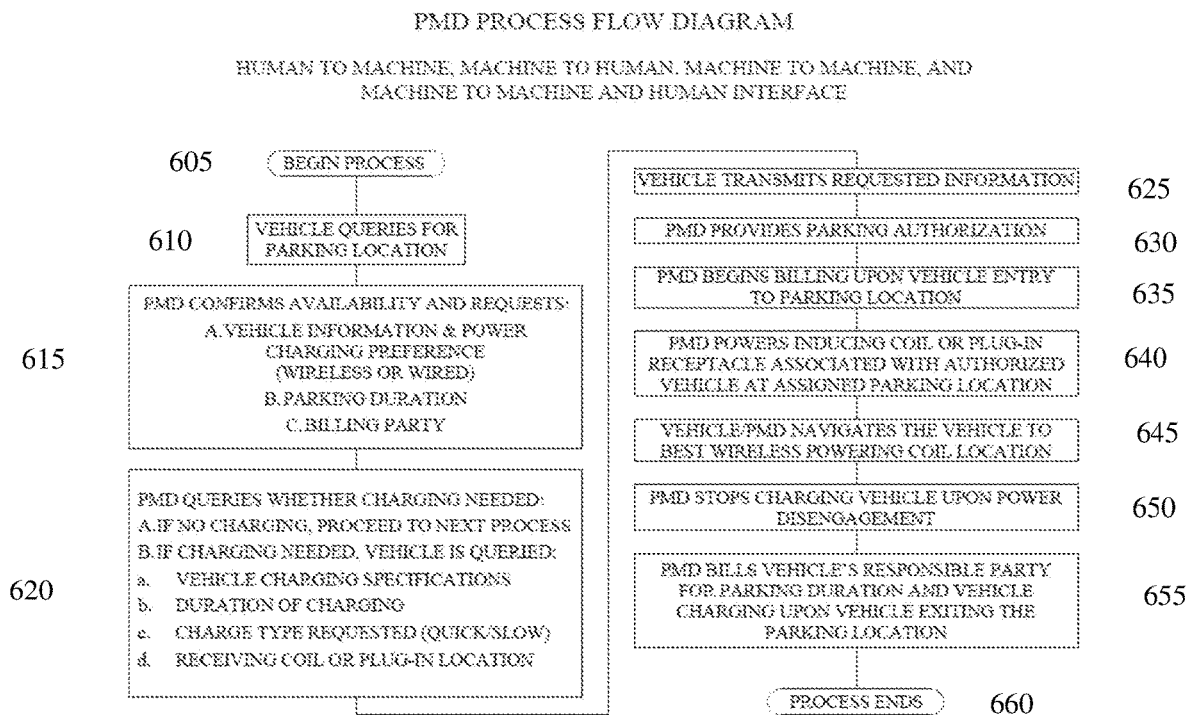 PMD PROCESS FLOW DIAGRAM
HUMAN TO MACHINE, MACHINE TO HUMAN. MACHINE TO MACHINE, AND
MACHINE TO MACHINE AND HUMAN INTERFACE
605
BEGIN PROCESS
610
VEHICLE QUERIES FOR
PARKING LOCATION
615
PMD CONFIRMS AVAILABILITY AND REQUESTS:
A. VEHICLE INFORMATION & POWER
CHARGING PREFERENCE
(WIRELESS OR WIRED)
B. PARKING DURATION
C. BILLING PARTY
620
PMD QUERIES WHETHER CHARGING NEEDED:
A. IF NO CHARGING, PROCEED TO NEXT PROCESS
B. IF CHARGING NEEDED, VEHICLE IS QUERIED:
a. VEHICLE CHARGING SPECIFICATIONS
b. DURATION OF CHARGING
c. CHARGE TYPE REQUESTED (QUICK/SLOW)
d. RECEIVING COIL OR PLUG-IN LOCATION
VEHICLE TRANSMITS REQUESTED INFORMATION
625
PMD PROVIDES PARKING AUTHORIZATION
630
PMD BEGINS BILLING UPON VEHICLE ENTRY
TO PARKING LOCATION
635
PMD POWERS INDUCING COIL OR PLUG-IN
RECEPTACLE ASSOCIATED WITH AUTHORIZED
VEHICLE AT ASSIGNED PARKING LOCATION
640
VEHICLE/PMD NAVIGATES THE VEHICLE TO
BEST WIRELESS POWERING COIL LOCATION
645
PMD STOPS CHARGING VEHICLE UPON POWER
DISENGAGEMENT
650
PMD BILLS VEHICLE'S RESPONSIBLE PARTY
FOR PARKING DURATION AND VEHICLE
CHARGING UPON VEHICLE EXITING THE
PARKING LOCATION
655
PROCESS ENDS
660